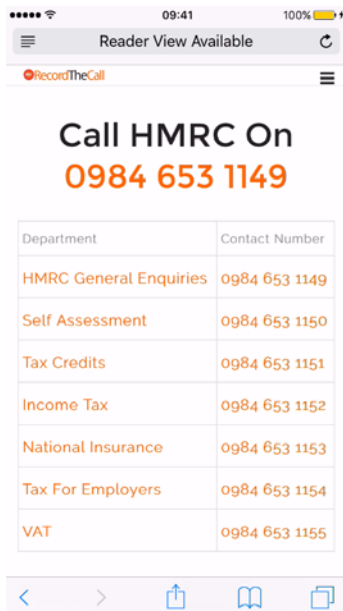 09:41
100%
Reader View Available
RecordTheCall
Call HMRC On
0984 653 1149
Department Contact Number
HMRC General Enquiries 0984 653 1149
Self Assessment 0984 653 1150
Tax Credits 0984 653 1151
Income Tax 0984 653 1152
National Insurance 0984 653 1153
Tax For Employers 0984 653 1154
VAT 0984 653 1155